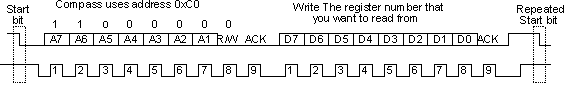 Start bit
Compass uses address 0xC0
Write The register number that
you want to read from
Repeated
Start bit
1 1 0 0 0 0 0 0
A7 A6 A5 A4 A3 A2 A1 R/W ACK D7 D6 D5 D4 D3 D2 D1 D0 ACK
1 2 3 4 5 6 7 8 9 1 2 3 4 5 6 7 8 9